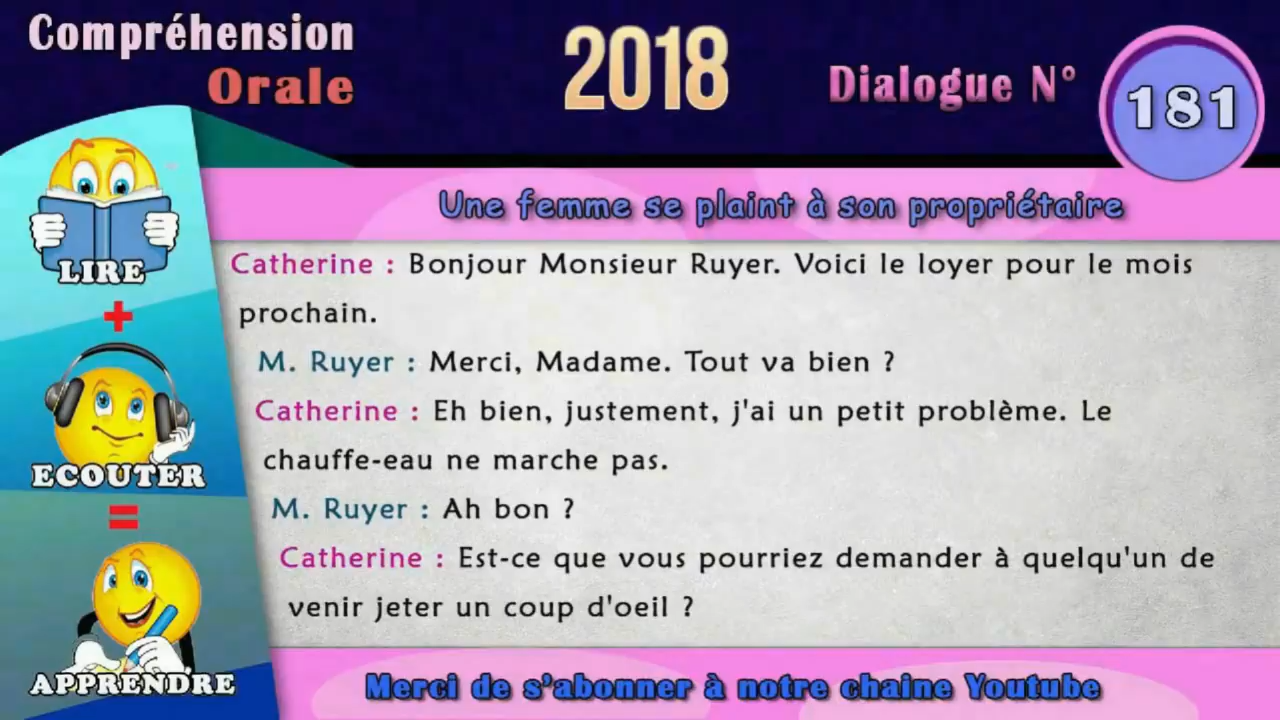 Compréhension
Orale
2018
Dialogue N°
181
Une femme se plaint à son propriétaire
LIRE
+
ECOUTER
=
APPRENDRE
Catherine : Bonjour Monsieur Ruyer. Voici le loyer pour le mois
prochain.
M. Ruyer : Merci, Madame. Tout va bien ?
Catherine : Eh bien, justement, j'ai un petit problème. Le
chauffe-eau ne marche pas.
M. Ruyer : Ah bon ?
Catherine : Est-ce que vous pourriez demander à quelqu'un de
venir jeter un coup d'oeil ?
Merci de s'abonner à notre chaine Youtube